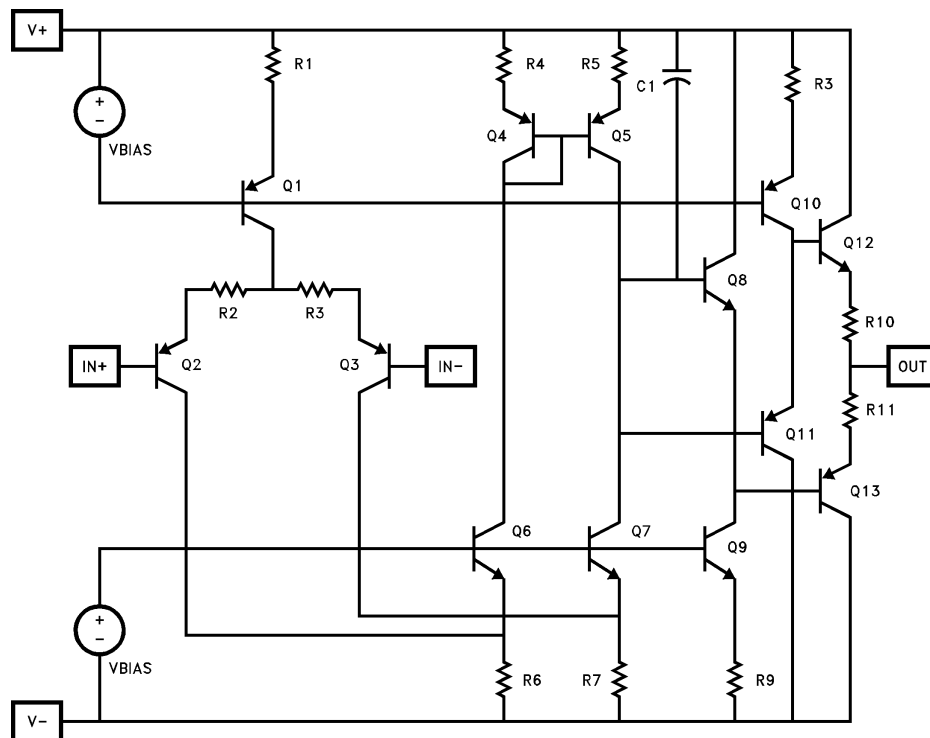 V+
R1
R4
R5
C1
R3
+
-
VBIAS
Q4
Q5
Q1
Q10
Q12
Q8
R2
R3
R10
IN+
Q2
Q3
IN-
OUT
R11
Q11
Q13
Q6
Q7
Q9
+
-
VBIAS
R6
R7
R9
V-